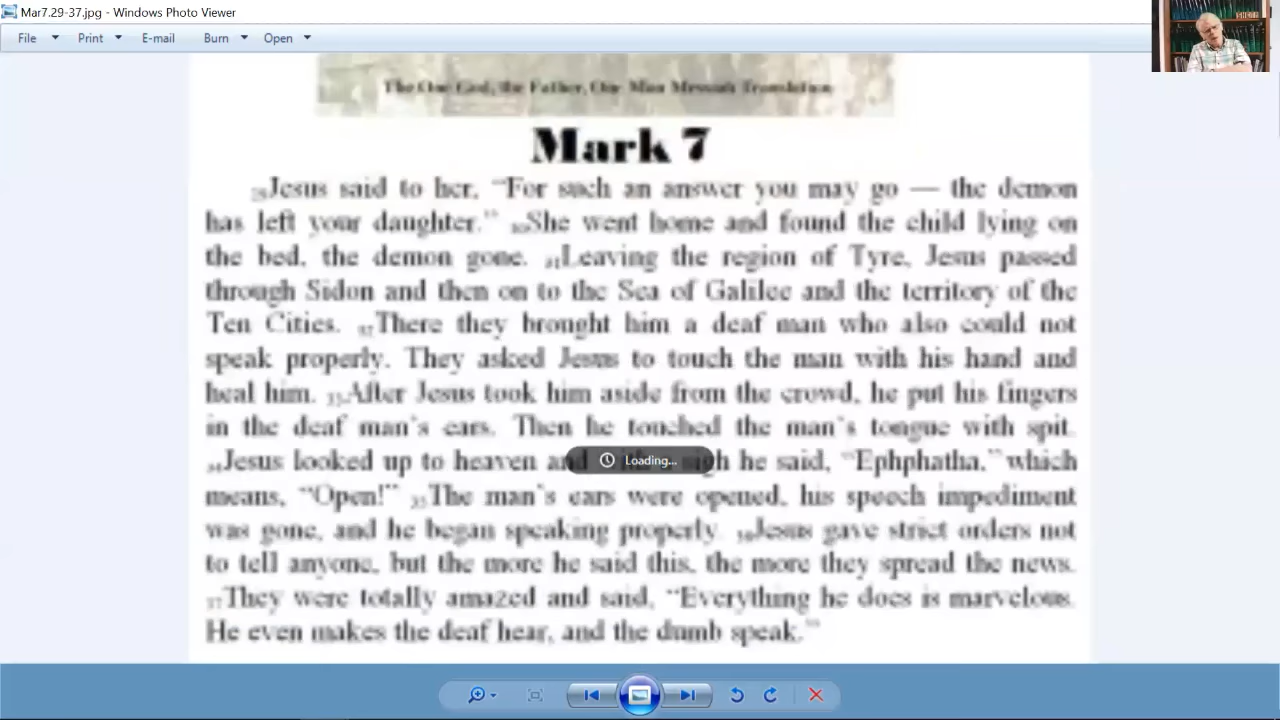 Mar7.29-37.jpg - Windows Photo Viewer
File Print E-mail Burn Open
The One God, the Father, One Man Messiah Translation
Mark 7
29Jesus said to her, “For such an answer you may go — the demon
has left your daughter.” 30She went home and found the child lying on
the bed, the demon gone. 31Leaving the region of Tyre, Jesus passed
through Sidon and then on to the Sea of Galilee and the territory of the
Ten Cities. 32There they brought him a deaf man who also could not
speak properly. They asked Jesus to touch the man with his hand and
heal him. 33After Jesus took him aside from the crowd, he put his fingers
in the deaf man’s ears. Then he touched the man’s tongue with spit.
34Jesus looked up to heaven and he said, “Ephphatha,” which
Loading...
means, “Open!” 35The man’s ears were opened, his speech impediment
was gone, and he began speaking properly. 36Jesus gave strict orders not
to tell anyone, but the more he said this, the more they spread the news.
37They were totally amazed and said, “Everything he does is marvelous.
He even makes the deaf hear, and the dumb speak.”